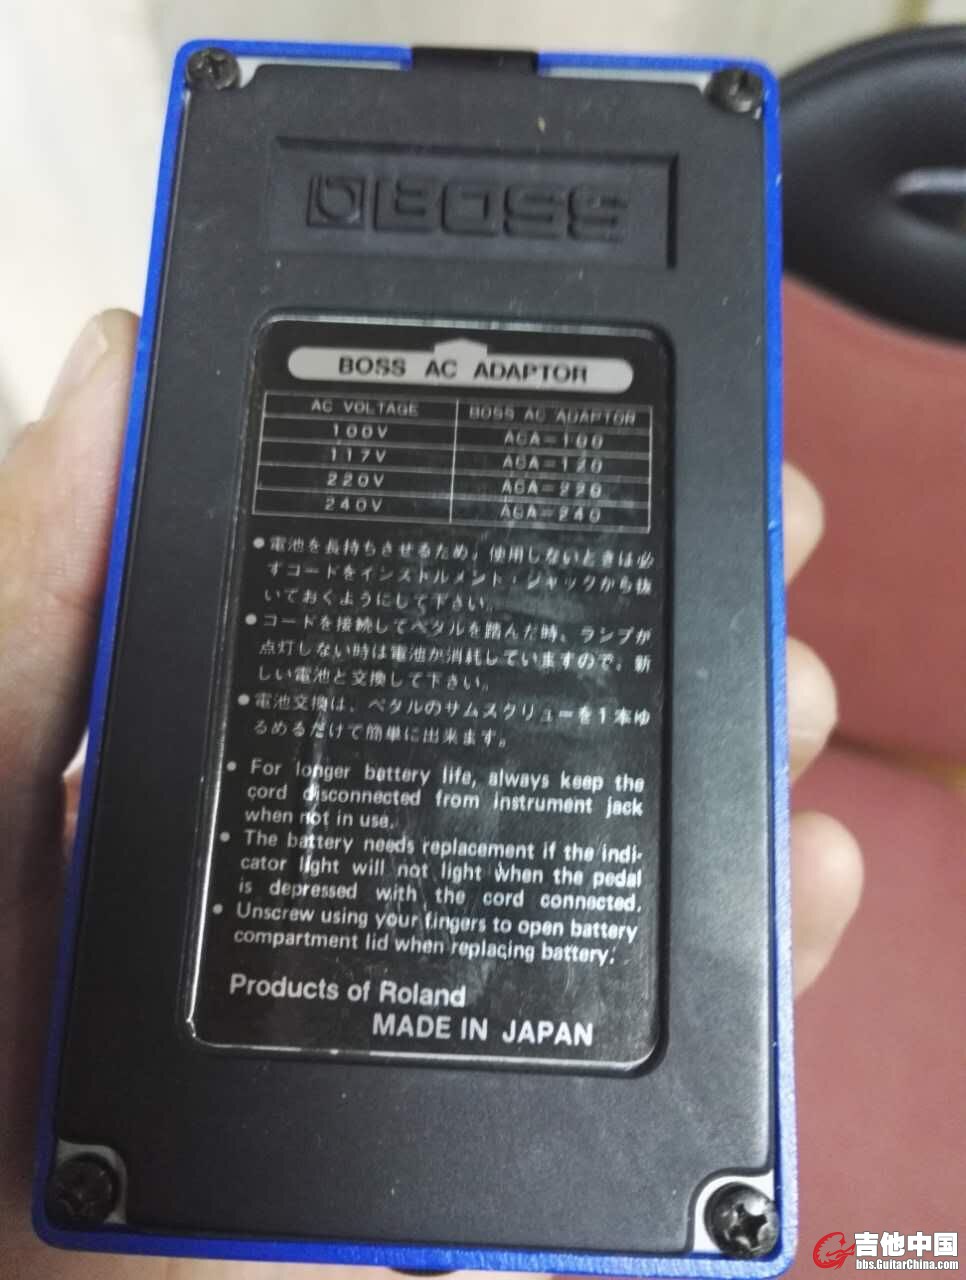 BOSS
BOSS AC ADAPTOR
AC VOLTAGE BOSS AC ADAPTOR
100V ACA-100
117V ACA-120
220V ACA-220
240V ACA-240
●電池を長持ちさせるため、使用しないときは必
ずコードをインストルメント・ジャックから抜
いておくようにして下さい。
●コードを接続してペダルを踏んだ時、ランプが
点灯しない時は電池が消耗していますので、新
しい電池と交換して下さい。
●電池交換は、ペダルのサムスクリューを1本ゆ
るめるだけで簡単に出来ます。
● For longer battery life, always keep the
cord disconnected from instrument jack
when not in use.
● The battery needs replacement if the indi-
cator light will not light when the pedal
is depressed with the cord connected.
● Unscrew using your fingers to open battery
compartment lid when replacing battery.
Products of Roland
MADE IN JAPAN
吉他中国
bbs.GuitarChina.com